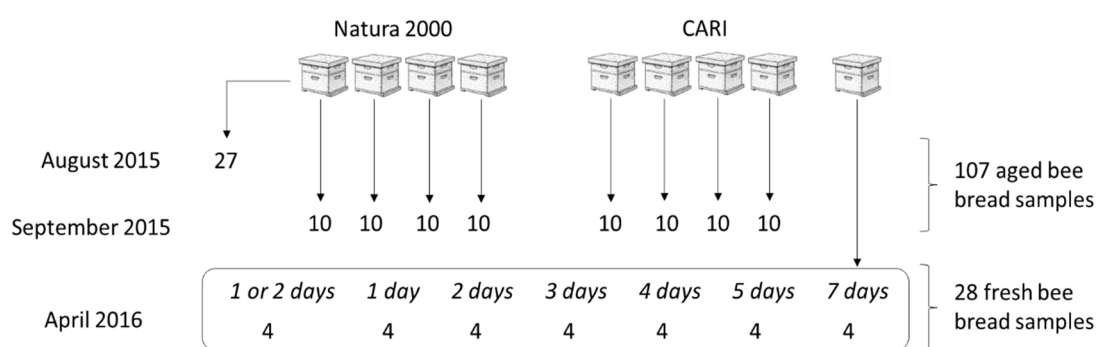 Natura 2000 CARI
August 2015 27
107 aged bee
bread samples
September 2015 10 10 10 10 10 10 10 10
1 or 2 days 1 day 2 days 3 days 4 days 5 days 7 days
28 fresh bee
bread samples
April 2016 4 4 4 4 4 4 4